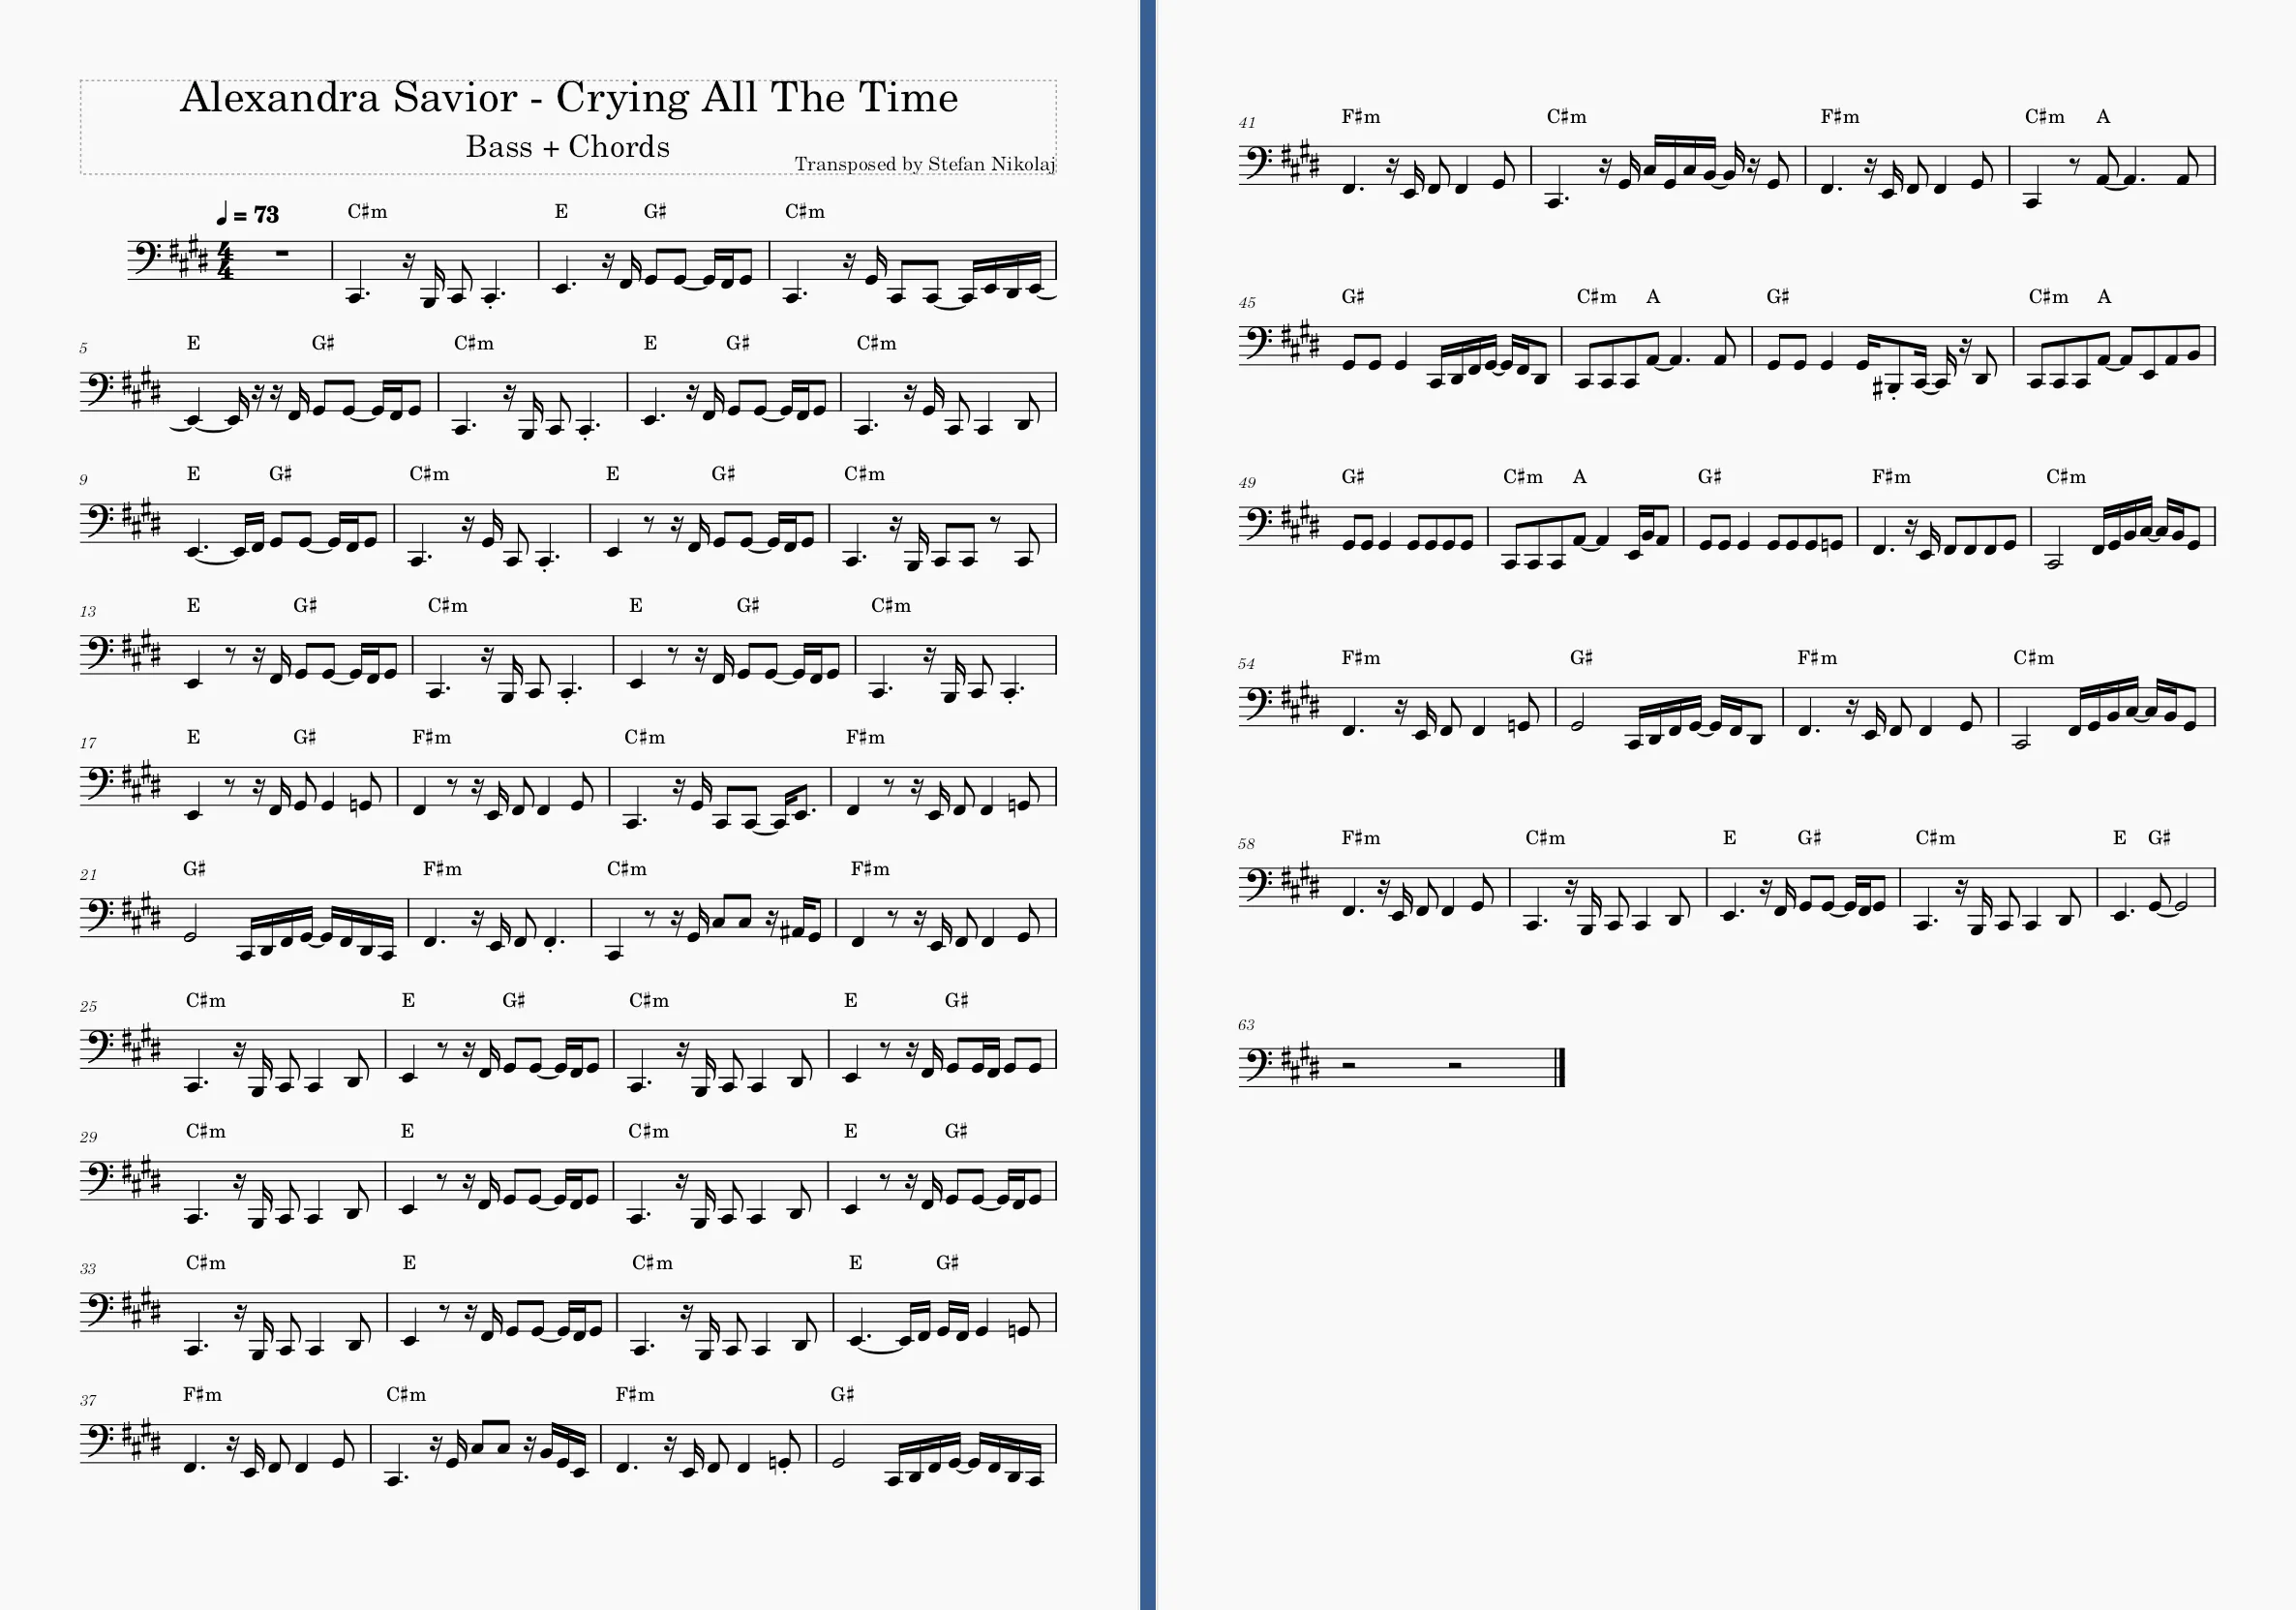 Alexandra Savior - Crying All The Time
Bass + Chords
Transposed by Stefan Nikolaj
♩ = 73
C♯m E G♯ C♯m
5 E G♯ C♯m E G♯ C♯m
9 E G♯ C♯m E G♯ C♯m
13 E G♯ C♯m E G♯ C♯m
17 E G♯ F♯m C♯m F♯m
21 G♯ F♯m C♯m F♯m
25 C♯m E G♯ C♯m E G♯
29 C♯m E C♯m E G♯
33 C♯m E C♯m E G♯
37 F♯m C♯m F♯m G♯
41 F♯m C♯m F♯m C♯m A
45 G♯ C♯m A G♯ C♯m A
49 G♯ C♯m A G♯ F♯m C♯m
54 F♯m G♯ F♯m C♯m
58 F♯m C♯m E G♯ C♯m E G♯
63